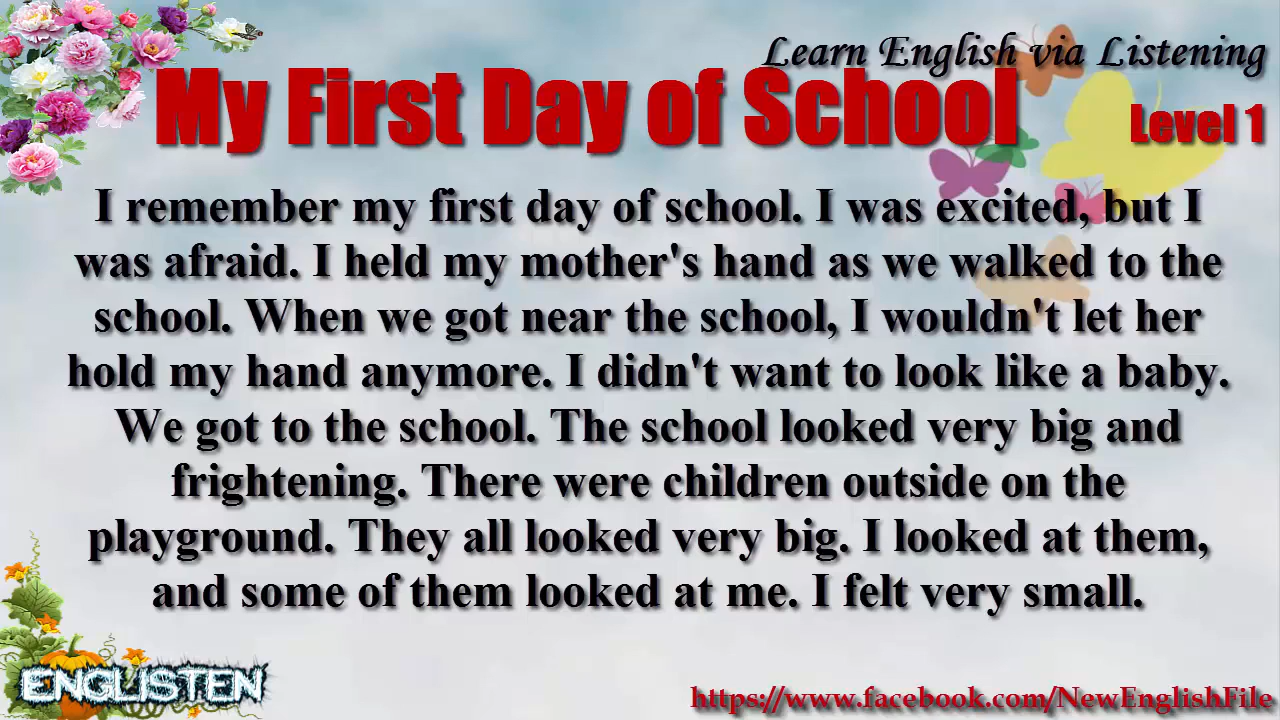 Learn English via Listening
My First Day of School
Level 1
I remember my first day of school. I was excited, but I
was afraid. I held my mother's hand as we walked to the
school. When we got near the school, I wouldn't let her
hold my hand anymore. I didn't want to look like a baby.
We got to the school. The school looked very big and
frightening. There were children outside on the
playground. They all looked very big. I looked at them,
and some of them looked at me. I felt very small.
ENGLISTEN
https://www.facebook.com/NewEnglishFile